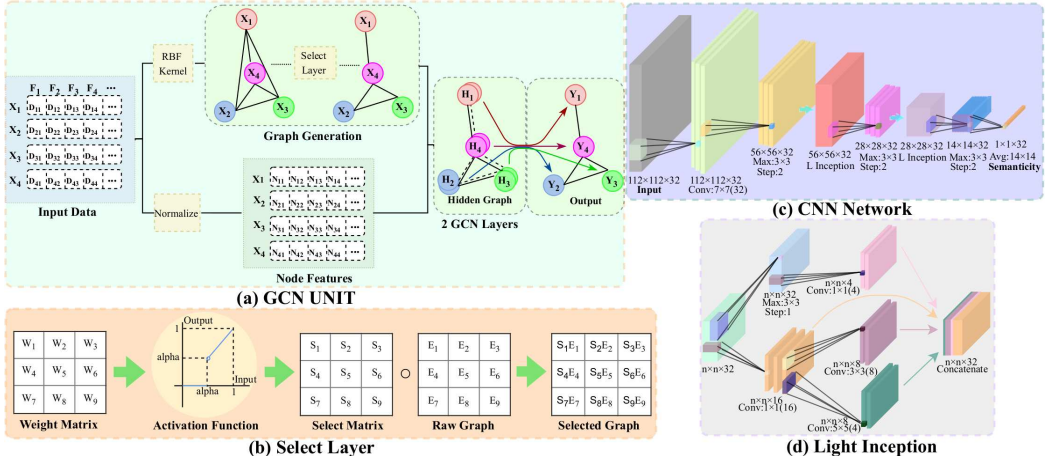 X1
RBF
Kernel
X4
X2
X3
Select
Layer
X1
X4
X2
X3
Graph Generation
F1 F2 F3 F4 ...
X1 D11 D12 D13 D14 ...
X2 D21 D22 D23 D24 ...
X3 D31 D32 D33 D34 ...
X4 D41 D42 D43 D44 ...
Input Data
Normalize
X1 N11 N12 N13 N14 ...
X2 N21 N22 N23 N24 ...
X3 N31 N32 N33 N34 ...
X4 N41 N42 N43 N44 ...
Node Features
H1
H4
H2
H3
Hidden Graph
Y1
Y4
Y2
Y3
Output
2 GCN Layers
(a) GCN UNIT
W1 W2 W3
W4 W5 W6
W7 W8 W9
Weight Matrix
Output
1
alpha
Input
alpha 1
Activation Function
S1 S2 S3
S4 S5 S6
S7 S8 S9
Select Matrix
E1 E2 E3
E4 E5 E6
E7 E8 E9
Raw Graph
S1E1 S2E2 S3E3
S4E4 S5E5 S6E6
S7E7 S8E8 S9E9
Selected Graph
(b) Select Layer
112×112×32
Input
112×112×32
Conv:7×7(32)
56×56×32
Max:3×3
Step:2
56×56×32
L Inception
28×28×32
Max:3×3
Step:2
28×28×32
L Inception
14×14×32
Max:3×3
Step:2
1×1×32
Avg:14×14
Semanticity
(c) CNN Network
n×n×32
n×n×32
Max:3×3
Step:1
n×n×4
Conv:1×1(4)
n×n×16
Conv:1×1(16)
n×n×8
Conv:3×3(8)
n×n×8
Conv:5×5(4)
n×n×32
Concatenate
(d) Light Inception